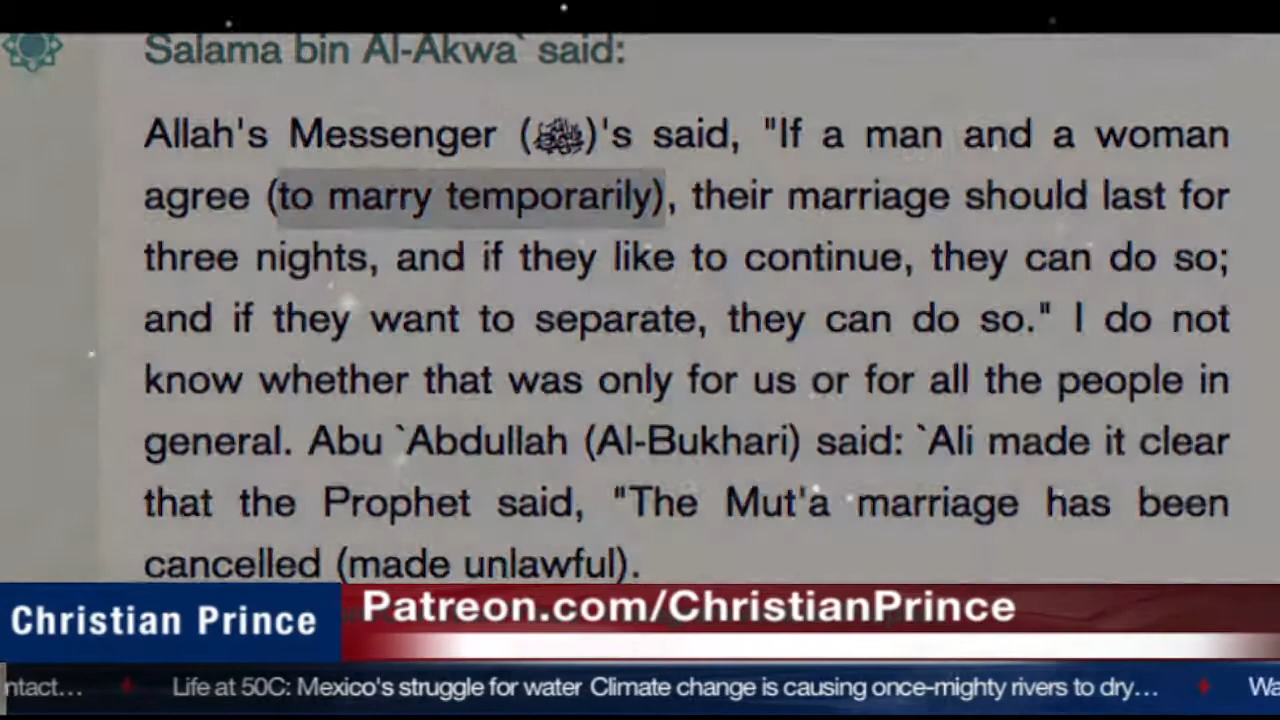 Salama bin Al-Akwa` said:
Allah's Messenger (ﷺ)'s said, "If a man and a woman
agree (to marry temporarily), their marriage should last for
three nights, and if they like to continue, they can do so;
and if they want to separate, they can do so." I do not
know whether that was only for us or for all the people in
general. Abu `Abdullah (Al-Bukhari) said: `Ali made it clear
that the Prophet said, "The Mut'a marriage has been
cancelled (made unlawful).
Christian Prince
Patreon.com/ChristianPrince
ntact... Life at 50C: Mexico's struggle for water Climate change is causing once-mighty rivers to dry... Wa